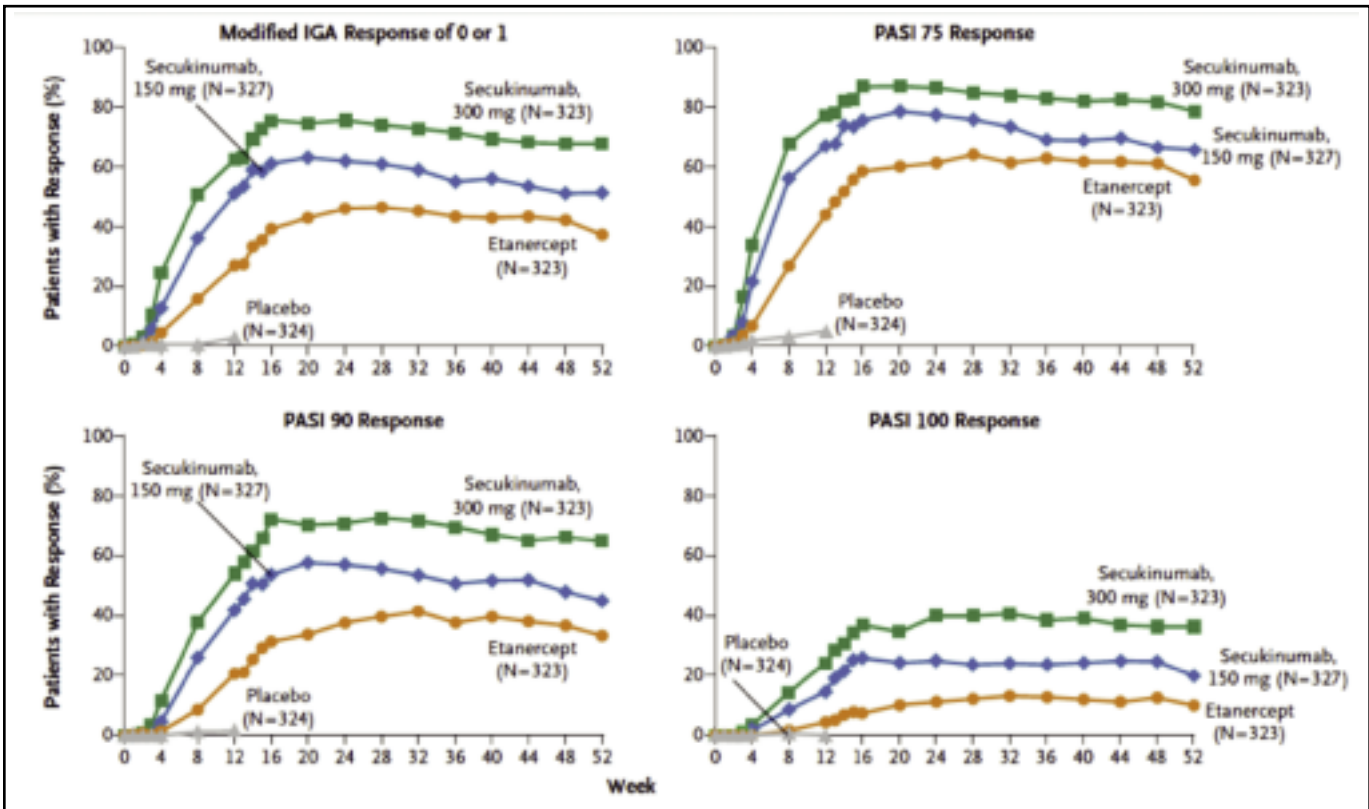 Modified IGA Response of 0 or 1
Patients with Response (%)
100
80
60
40
20
0
Secukinumab,
150 mg (N=327)
Secukinumab,
300 mg (N=323)
Etanercept
(N=323)
Placebo
(N=324)
0 4 8 12 16 20 24 28 32 36 40 44 48 52
PASI 75 Response
100
80
60
40
20
0
Secukinumab,
300 mg (N=323)
Secukinumab,
150 mg (N=327)
Etanercept
(N=323)
Placebo
(N=324)
0 4 8 12 16 20 24 28 32 36 40 44 48 52
PASI 90 Response
Patients with Response (%)
100
80
60
40
20
0
Secukinumab,
150 mg (N=327)
Secukinumab,
300 mg (N=323)
Etanercept
(N=323)
Placebo
(N=324)
0 4 8 12 16 20 24 28 32 36 40 44 48 52
PASI 100 Response
100
80
60
40
20
0
Secukinumab,
300 mg (N=323)
Placebo
(N=324)
Secukinumab,
150 mg (N=327)
Etanercept
(N=323)
0 4 8 12 16 20 24 28 32 36 40 44 48 52
Week